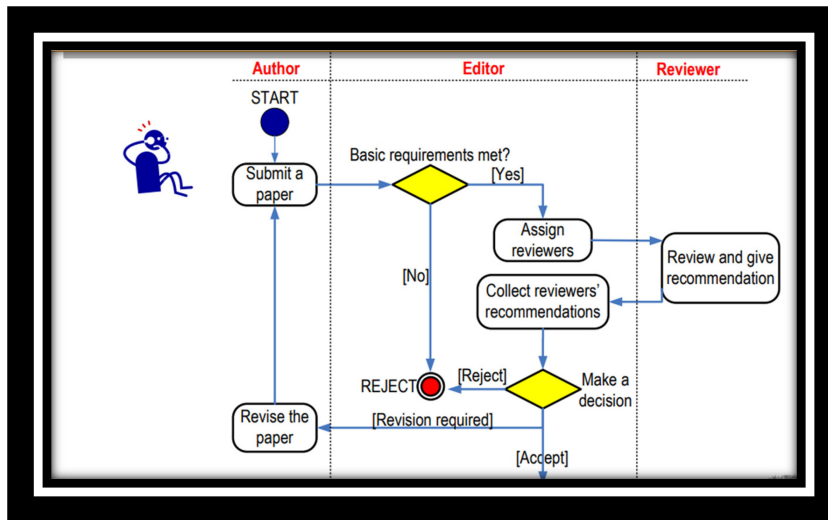 Author
Editor
Reviewer
START
Basic requirements met?
Submit a
paper
[Yes]
Assign
reviewers
Review and give
recommendation
[No]
Collect reviewers'
recommendations
REJECT
[Reject]
Make a
decision
Revise the
paper
[Revision required]
[Accept]